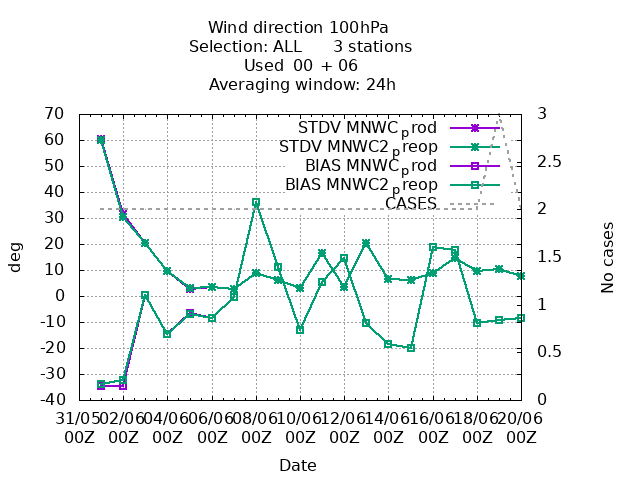 Wind direction 100hPa
Selection: ALL      3 stations
Used  00 + 06
Averaging window: 24h
deg
70
60
50
40
30
20
10
0
-10
-20
-30
-40
STDV MNWC_prod
STDV MNWC2_preop
BIAS MNWC_prod
BIAS MNWC2_preop
CASES
3
2.5
2
1.5
1
0.5
0
No cases
31/05 02/06 04/06 06/06 08/06 10/06 12/06 14/06 16/06 18/06 20/06
00Z 00Z 00Z 00Z 00Z 00Z 00Z 00Z 00Z 00Z 00Z
Date